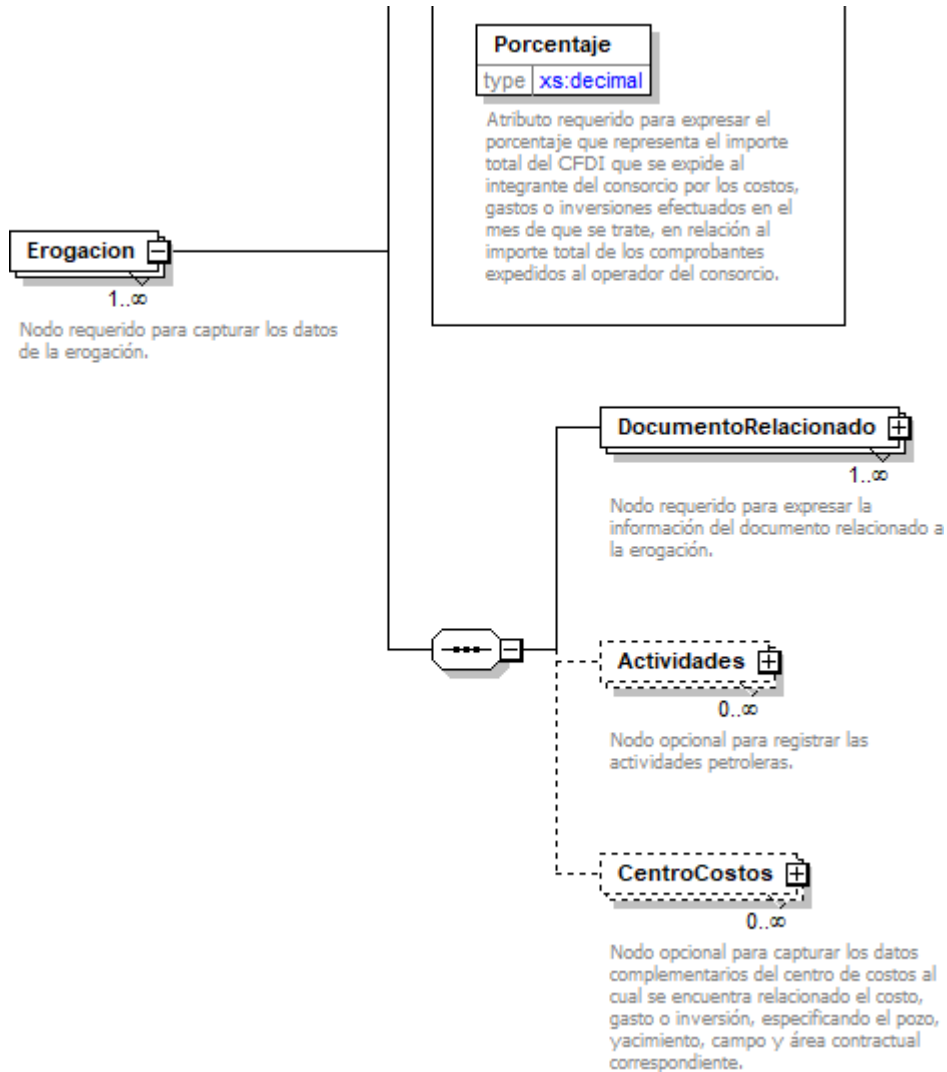 Porcentaje
type xs:decimal
Atributo requerido para expresar el
porcentaje que representa el importe
total del CFDI que se expide al
integrante del consorcio por los costos,
gastos o inversiones efectuados en el
mes de que se trate, en relación al
importe total de los comprobantes
expedidos al operador del consorcio.
Erogacion
1..∞
Nodo requerido para capturar los datos
de la erogación.
DocumentoRelacionado
1..∞
Nodo requerido para expresar la
información del documento relacionado a
la erogación.
Actividades
0..∞
Nodo opcional para registrar las
actividades petroleras.
CentroCostos
0..∞
Nodo opcional para capturar los datos
complementarios del centro de costos al
cual se encuentra relacionado el costo,
gasto o inversión, especificando el pozo,
yacimiento, campo y área contractual
correspondiente.